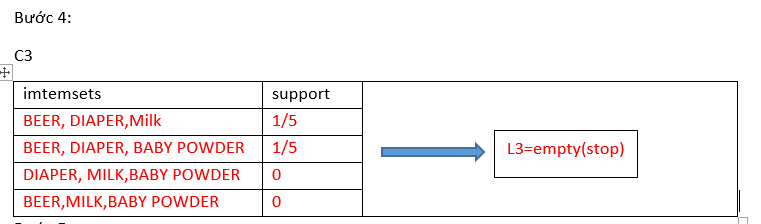 Bước 4:
C3
imtemsets support
BEER, DIAPER,Milk 1/5
BEER, DIAPER, BABY POWDER 1/5
L3=empty(stop)
DIAPER, MILK,BABY POWDER 0
BEER,MILK,BABY POWDER 0